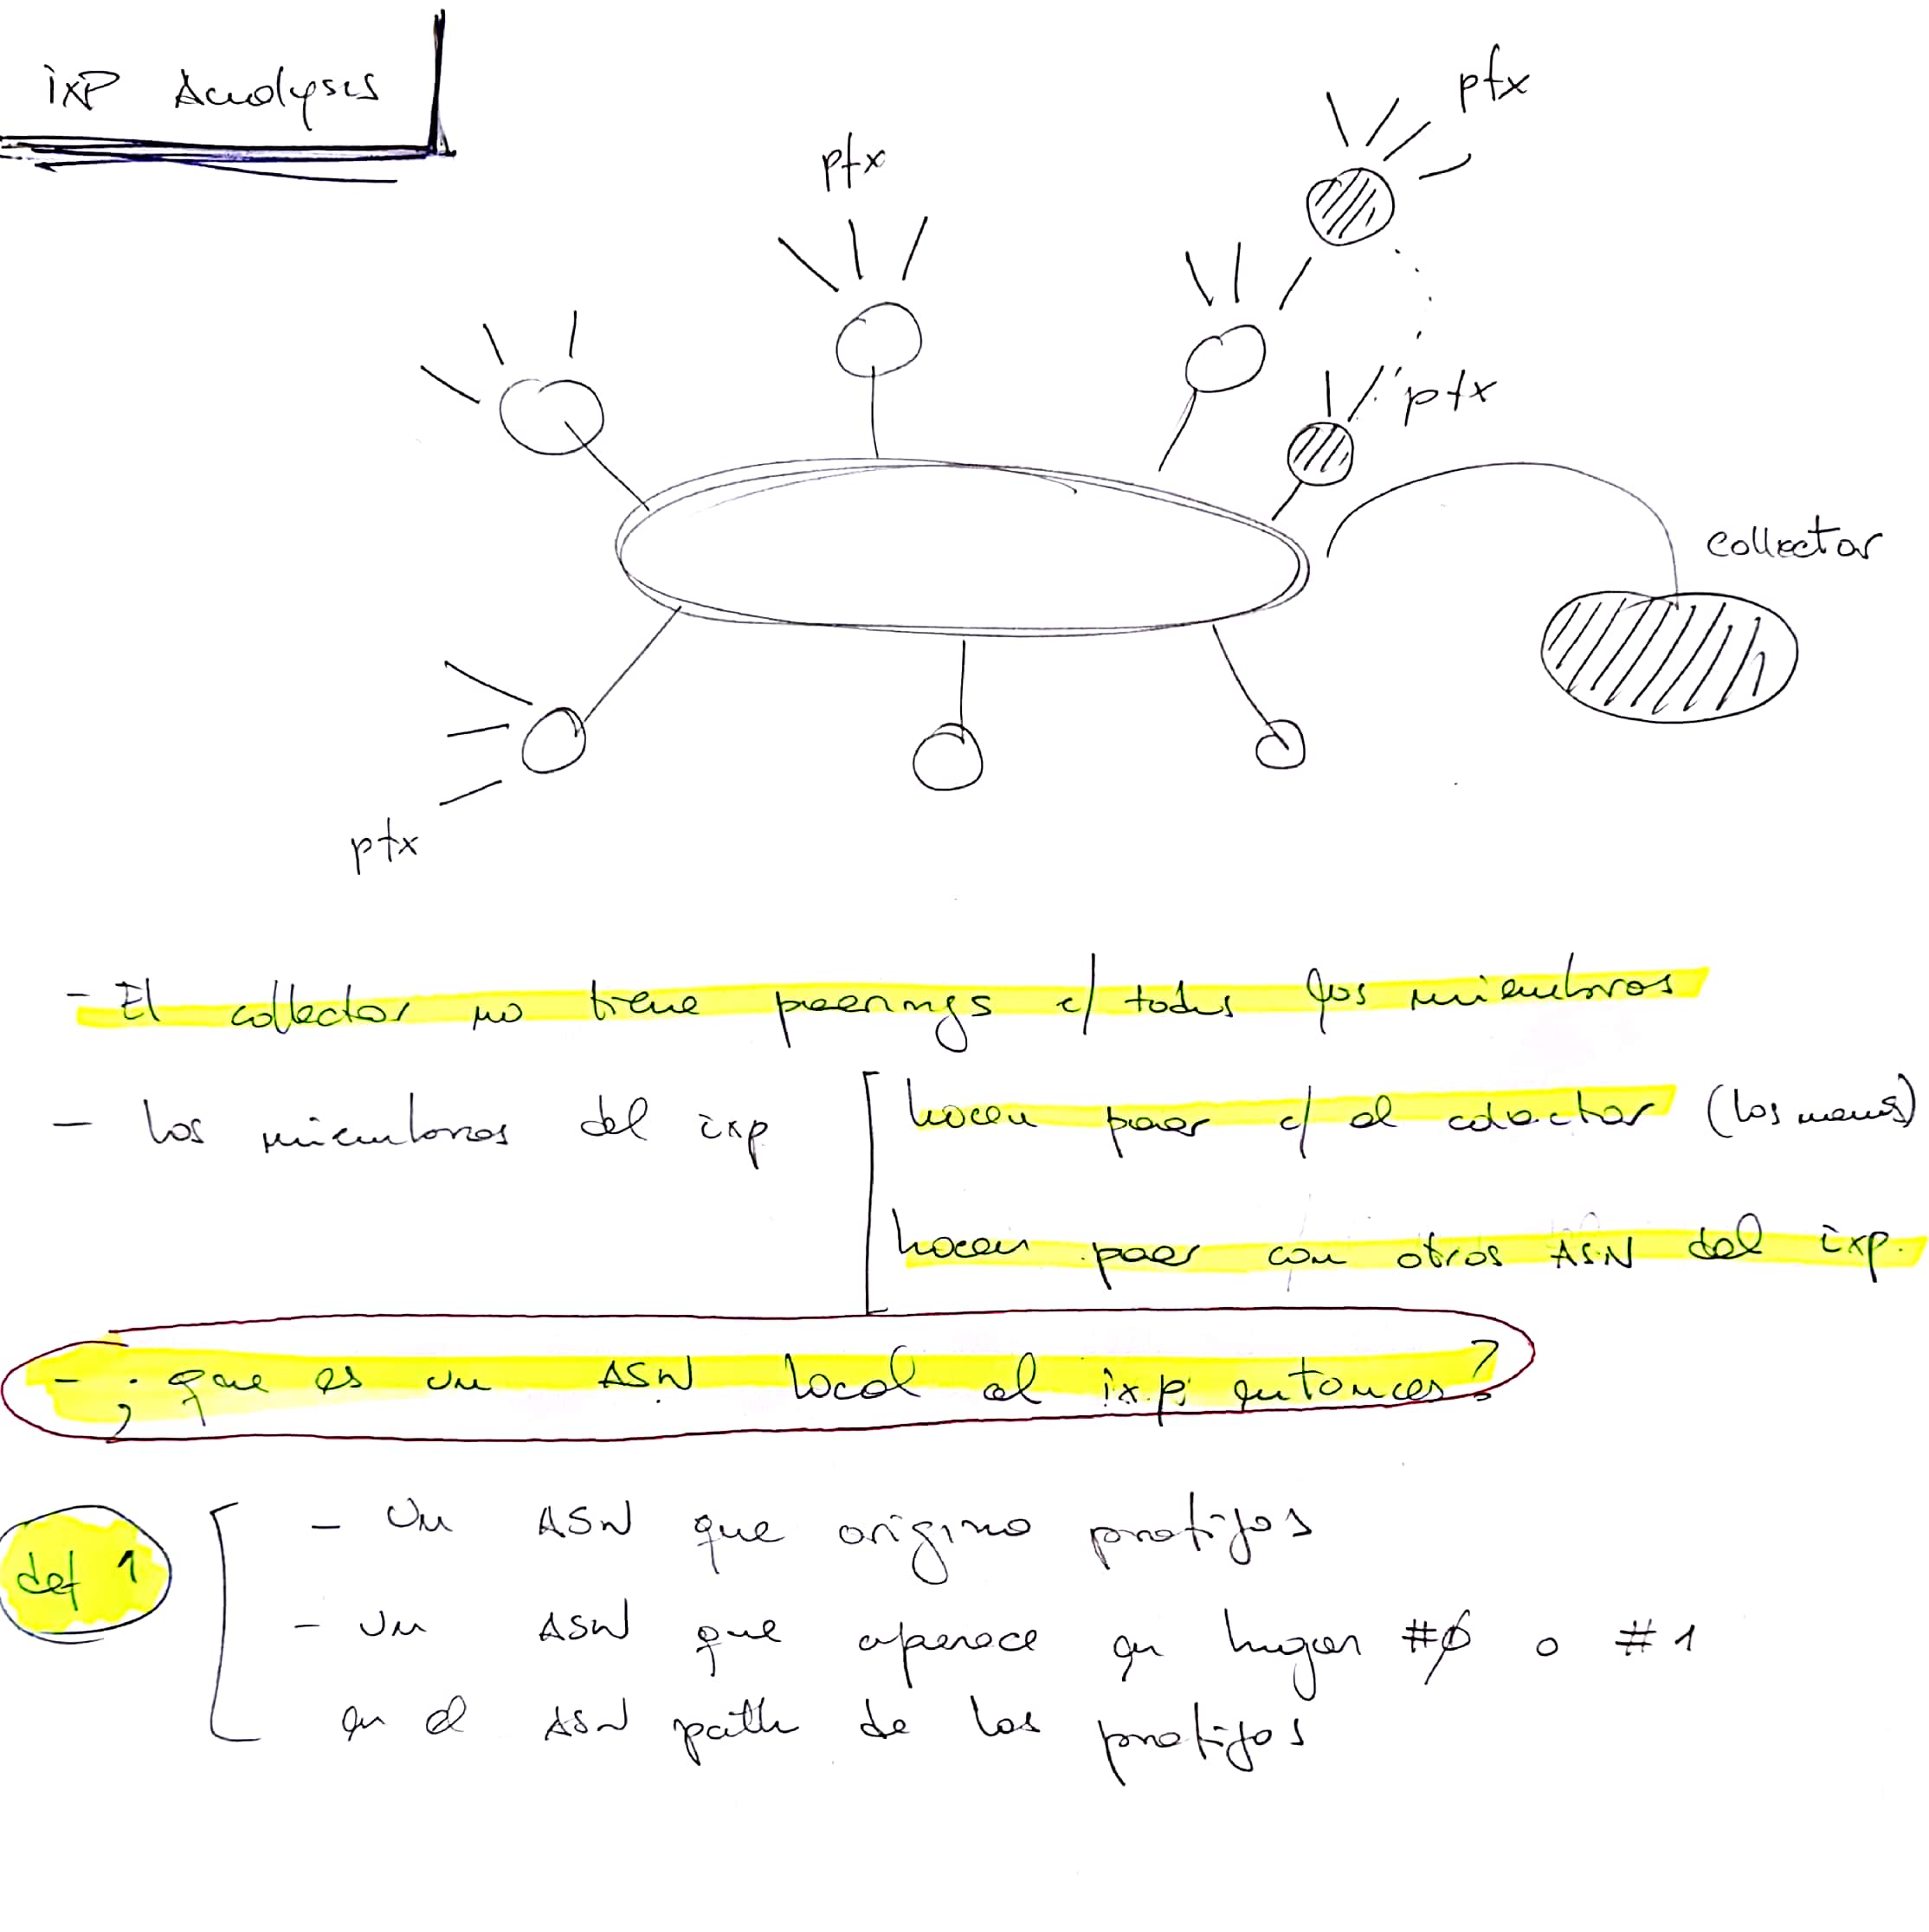 ixP Analysis
pfx
pfx
pfx
collector
pfx
- El collector no tiene peerings c/ todos los miembros
- Los miembros del ixp
hacen peer c/ el colector (los menos)
hacen peer con otros ASN del ixp.
- ¿que es un ASN local al ixp entonces?
def 1
- Un ASN que origina prefijos
- Un ASN que aparece en lugar #0 o #1
en el ASN path de los prefijos